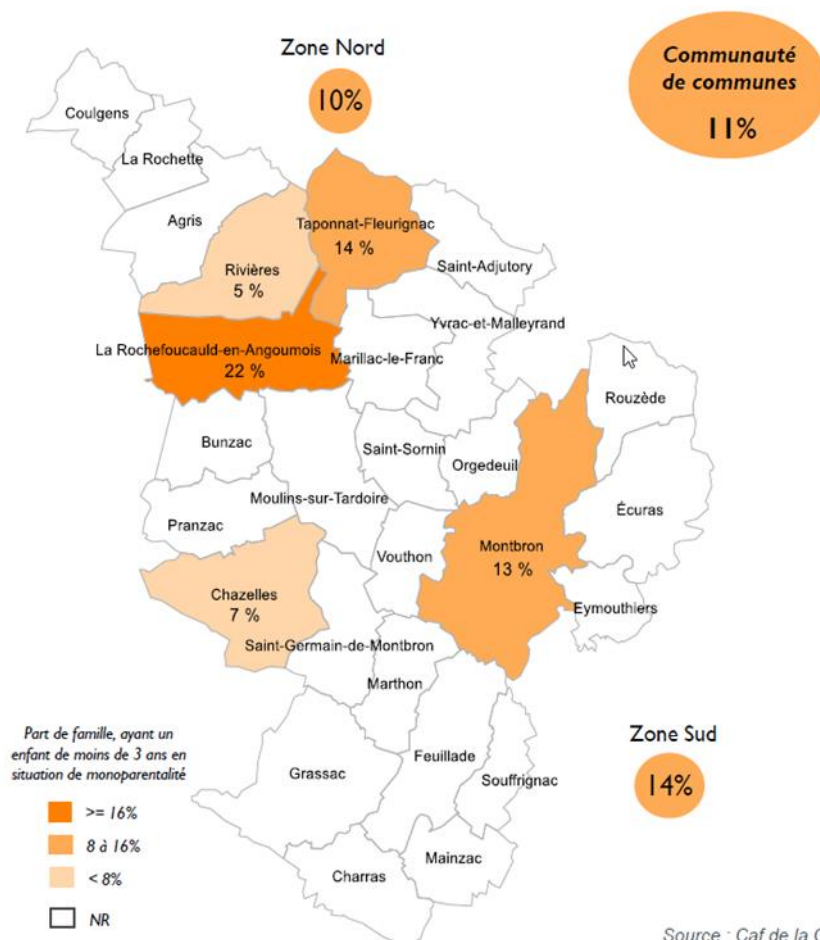 Zone Nord
10%
Communauté
de communes
11%
Coulgens
La Rochette
Agris
Taponnat-Fleurignac
14 %
Saint-Adjutory
Rivières
5 %
Yvrac-et-Malleyrand
La Rochefoucauld-en-Angoumois
22 %
Marillac-le-Franc
Rouzède
Bunzac
Saint-Sornin
Orgedeuil
Moulins-sur-Tardoire
Écuras
Pranzac
Vouthon
Montbron
13 %
Chazelles
7 %
Eymouthiers
Saint-Germain-de-Montbron
Marthon
Part de famille, ayant un
enfant de moins de 3 ans en
situation de monoparentalité
>= 16%
8 à 16%
< 8%
NR
Zone Sud
14%
Feuillade
Grassac
Souffrignac
Mainzac
Charras
Source : Caf de la